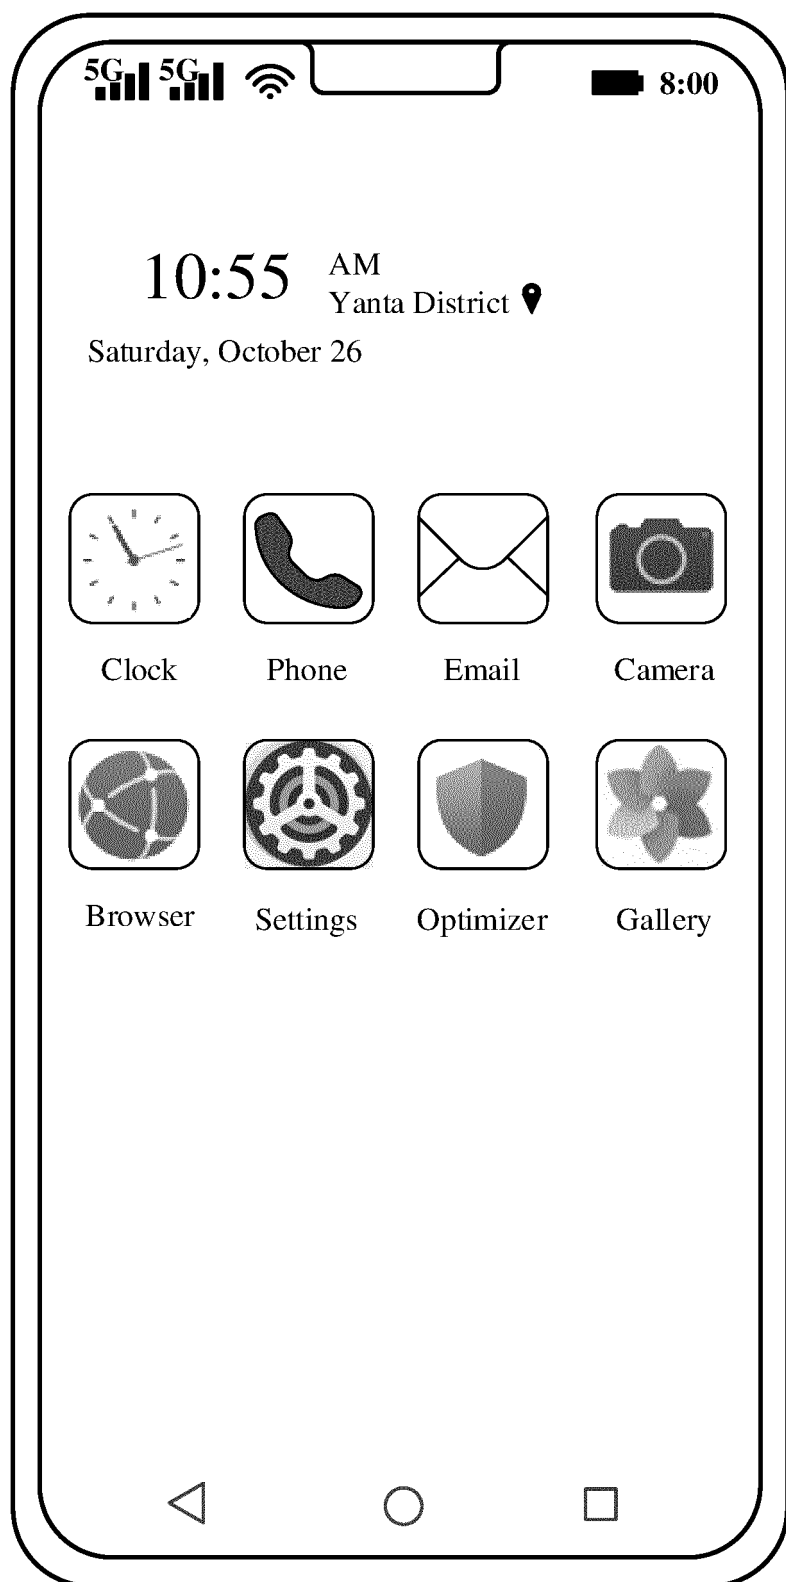 5G 5G 8:00
10:55 AM
Yanta District
Saturday, October 26
Clock Phone Email Camera
Browser Settings Optimizer Gallery